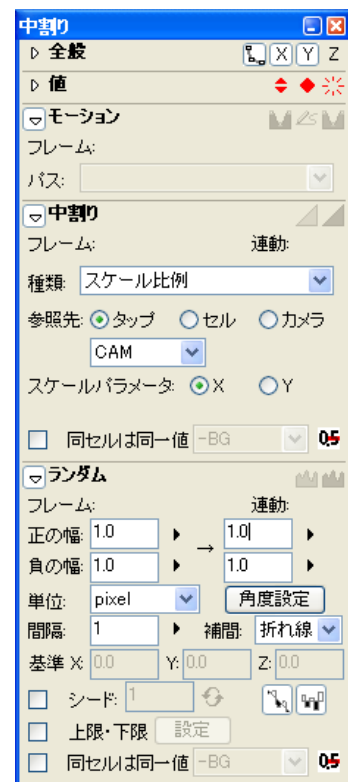 中割り
全般 X Y Z
値
モーション
フレーム:
パス:
中割り
フレーム: 連動:
種類: スケール比例
参照先: タップ セル カメラ
CAM
スケールパラメータ: X Y
同セルは同一値 -BG 0.5
ランダム
フレーム: 連動:
正の幅: 1.0 → 1.0
負の幅: 1.0 1.0
単位: pixel 角度設定
間隔: 1 補間: 折れ線
基準 X: 0.0 Y: 0.0 Z: 0.0
シード: 1
上限・下限 設定
同セルは同一値 -BG 0.5